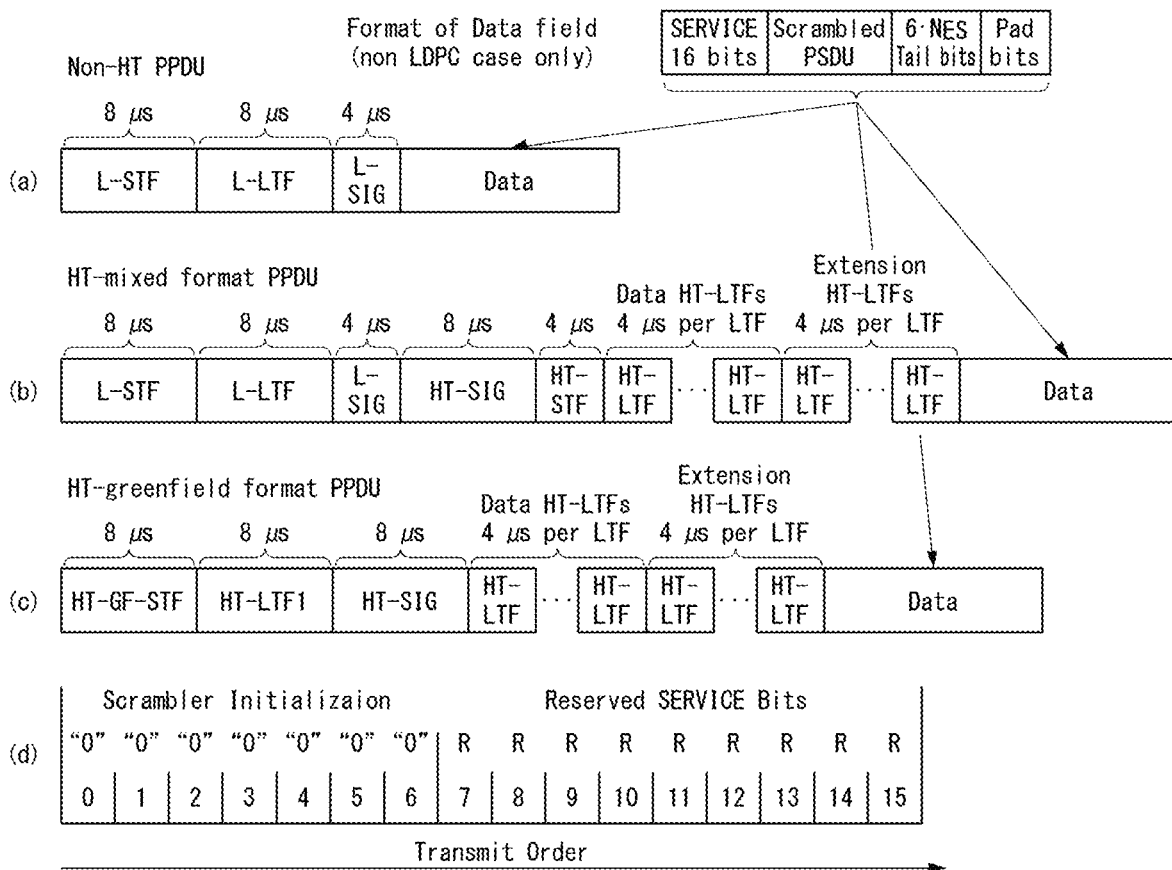 Format of Data field
(non LDPC case only)
SERVICE 16 bits Scrambled PSDU 6·NES Tail bits Pad bits
Non-HT PPDU
8 μs 8 μs 4 μs
(a) L-STF L-LTF L-SIG Data
HT-mixed format PPDU
Data HT-LTFs 4 μs per LTF
Extension HT-LTFs 4 μs per LTF
8 μs 8 μs 4 μs 8 μs 4 μs
(b) L-STF L-LTF L-SIG HT-SIG HT-STF HT-LTF ... HT-LTF HT-LTF ... HT-LTF Data
HT-greenfield format PPDU
Data HT-LTFs 4 μs per LTF
Extension HT-LTFs 4 μs per LTF
8 μs 8 μs 8 μs
(c) HT-GF-STF HT-LTF1 HT-SIG HT-LTF ... HT-LTF HT-LTF ... HT-LTF Data
Scrambler Initializaion Reserved SERVICE Bits
(d) "0" "0" "0" "0" "0" "0" "0" R R R R R R R R R
0 1 2 3 4 5 6 7 8 9 10 11 12 13 14 15
Transmit Order